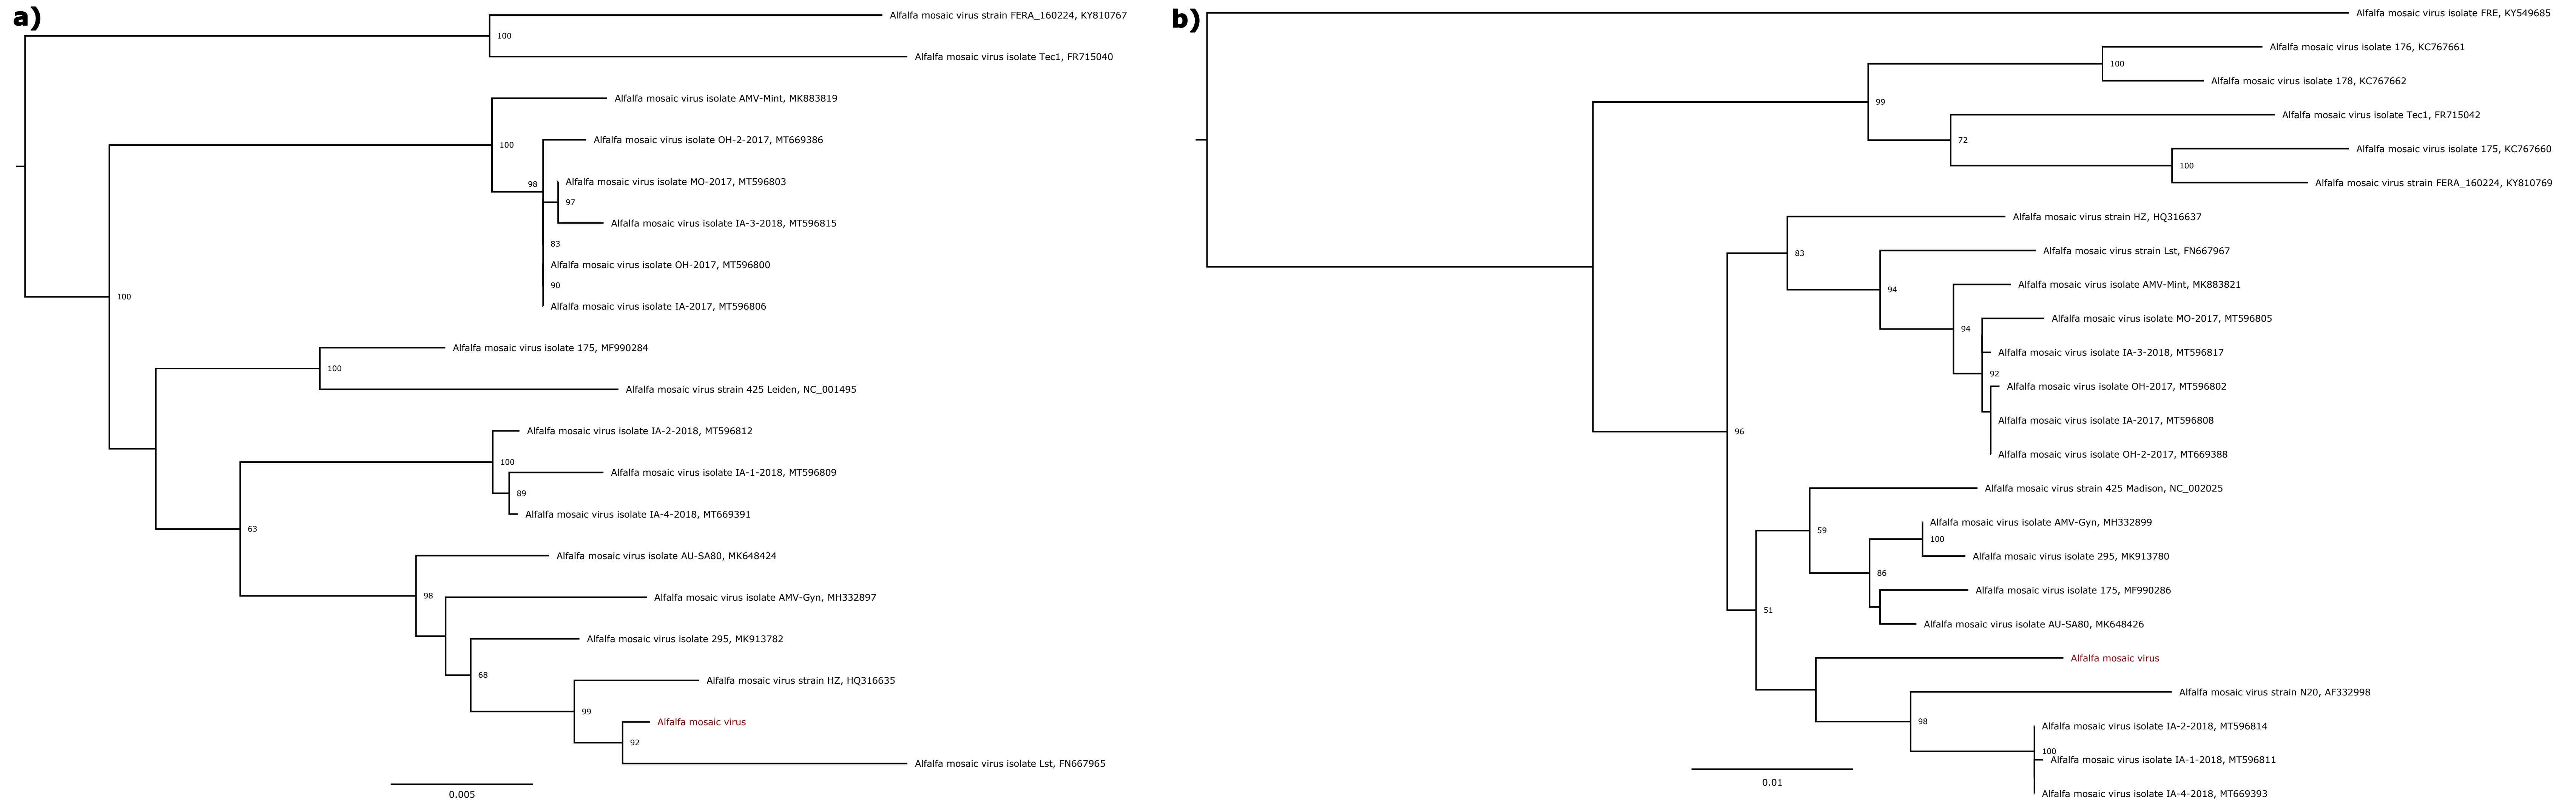 a)
Alfalfa mosaic virus strain FERA_160224, KY810767
100
Alfalfa mosaic virus isolate Tec1, FR715040
Alfalfa mosaic virus isolate AMV-Mint, MK883819
Alfalfa mosaic virus isolate OH-2-2017, MT669386
100
Alfalfa mosaic virus isolate MO-2017, MT596803
98
97
Alfalfa mosaic virus isolate IA-3-2018, MT596815
83
Alfalfa mosaic virus isolate OH-2017, MT596800
90
100
Alfalfa mosaic virus isolate IA-2017, MT596806
Alfalfa mosaic virus isolate 175, MF990284
100
Alfalfa mosaic virus strain 425 Leiden, NC_001495
Alfalfa mosaic virus isolate IA-2-2018, MT596812
100
Alfalfa mosaic virus isolate IA-1-2018, MT596809
89
Alfalfa mosaic virus isolate IA-4-2018, MT669391
63
Alfalfa mosaic virus isolate AU-SA80, MK648424
98
Alfalfa mosaic virus isolate AMV-Gyn, MH332897
Alfalfa mosaic virus isolate 295, MK913782
68
Alfalfa mosaic virus strain HZ, HQ316635
99
Alfalfa mosaic virus
92
Alfalfa mosaic virus isolate Lst, FN667965
0.005
b)
Alfalfa mosaic virus isolate FRE, KY549685
Alfalfa mosaic virus isolate 176, KC767661
100
Alfalfa mosaic virus isolate 178, KC767662
99
Alfalfa mosaic virus isolate Tec1, FR715042
72
Alfalfa mosaic virus isolate 175, KC767660
100
Alfalfa mosaic virus strain FERA_160224, KY810769
Alfalfa mosaic virus strain HZ, HQ316637
83
Alfalfa mosaic virus strain Lst, FN667967
94
Alfalfa mosaic virus isolate AMV-Mint, MK883821
Alfalfa mosaic virus isolate MO-2017, MT596805
94
Alfalfa mosaic virus isolate IA-3-2018, MT596817
92
Alfalfa mosaic virus isolate OH-2017, MT596802
Alfalfa mosaic virus isolate IA-2017, MT596808
96
Alfalfa mosaic virus isolate OH-2-2017, MT669388
Alfalfa mosaic virus strain 425 Madison, NC_002025
59
Alfalfa mosaic virus isolate AMV-Gyn, MH332899
100
Alfalfa mosaic virus isolate 295, MK913780
86
Alfalfa mosaic virus isolate 175, MF990286
51
Alfalfa mosaic virus isolate AU-SA80, MK648426
Alfalfa mosaic virus
Alfalfa mosaic virus strain N20, AF332998
98
Alfalfa mosaic virus isolate IA-2-2018, MT596814
100
Alfalfa mosaic virus isolate IA-1-2018, MT596811
Alfalfa mosaic virus isolate IA-4-2018, MT669393
0.01